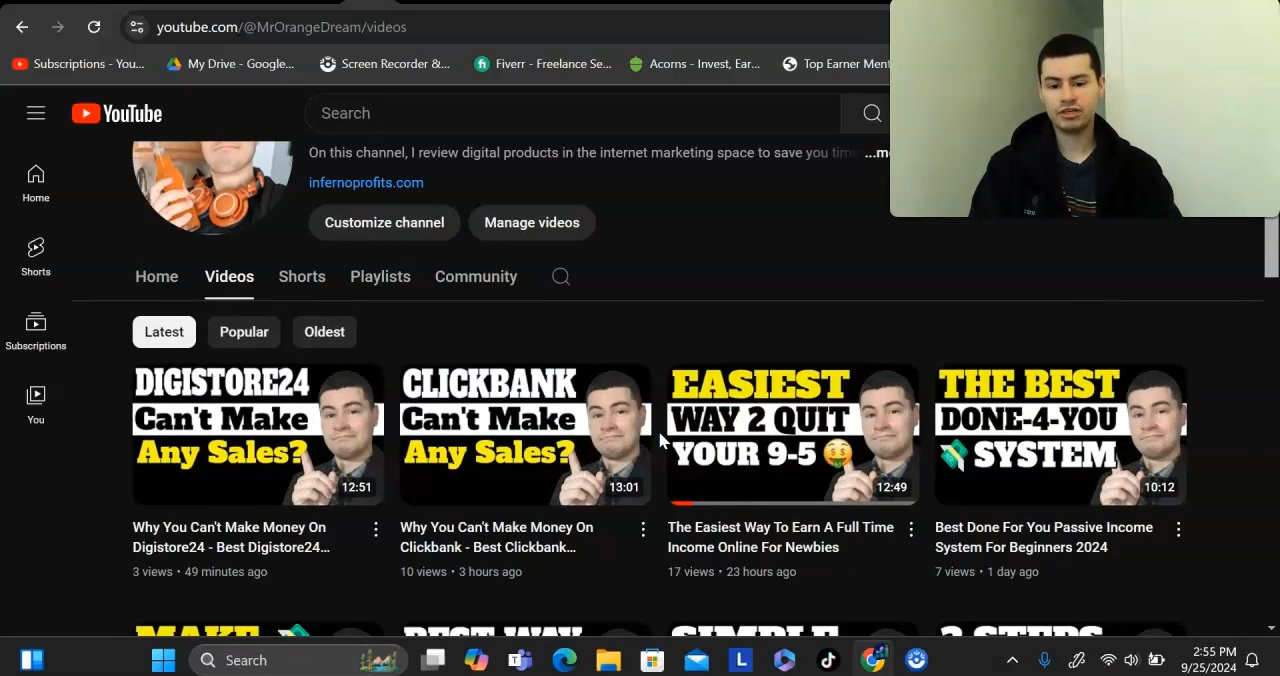 youtube.com/@MrOrangeDream/videos
Subscriptions - You...
My Drive - Google...
Screen Recorder &...
Fiverr - Freelance Se...
Acorns - Invest, Ear...
Top Earner Ment
YouTube
Search
On this channel, I review digital products in the internet marketing space to save you time ...m
infernoprofits.com
Customize channel
Manage videos
Home
Shorts
Subscriptions
You
Home
Videos
Shorts
Playlists
Community
Latest
Popular
Oldest
DIGISTORE24
Can't Make
Any Sales?
12:51
CLICKBANK
Can't Make
Any Sales?
13:01
EASIEST
WAY 2 QUIT
YOUR 9-5
12:49
THE BEST
DONE-4-YOU
SYSTEM
10:12
Why You Can't Make Money On
Digistore24 - Best Digistore24...
3 views • 49 minutes ago
Why You Can't Make Money On
Clickbank - Best Clickbank...
10 views • 3 hours ago
The Easiest Way To Earn A Full Time
Income Online For Newbies
17 views • 23 hours ago
Best Done For You Passive Income
System For Beginners 2024
7 views • 1 day ago
MAKE
BEST WAY
SIMPLE
3 STEPS
Search
2:55 PM
9/25/2024